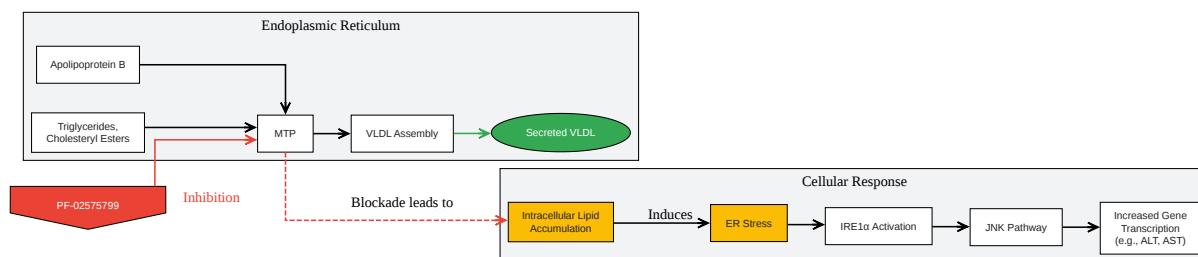 Endoplasmic Reticulum
Apolipoprotein B
Triglycerides,
Cholesteryl Esters
MTP
VLDL Assembly
Secreted VLDL
PF-02575799
Inhibition
Blockade leads to
Cellular Response
Intracellular Lipid
Accumulation
Induces
ER Stress
IRE1α Activation
JNK Pathway
Increased Gene
Transcription
(e.g., ALT, AST)